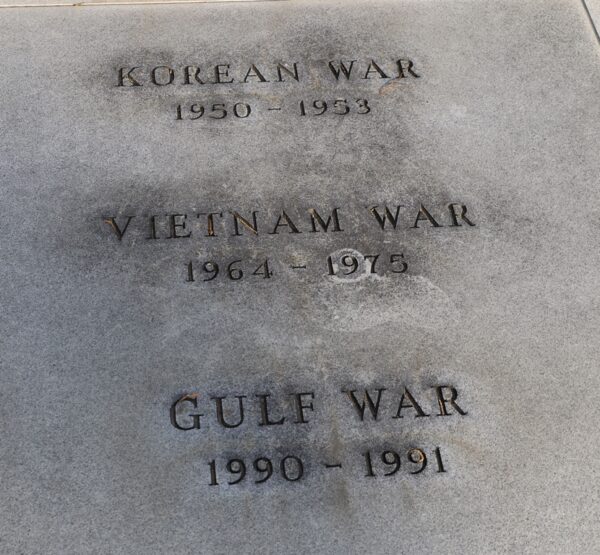 KOREAN WAR
1950 - 1953
VIETNAM WAR
1964 - 1975
GULF WAR
1990 - 1991